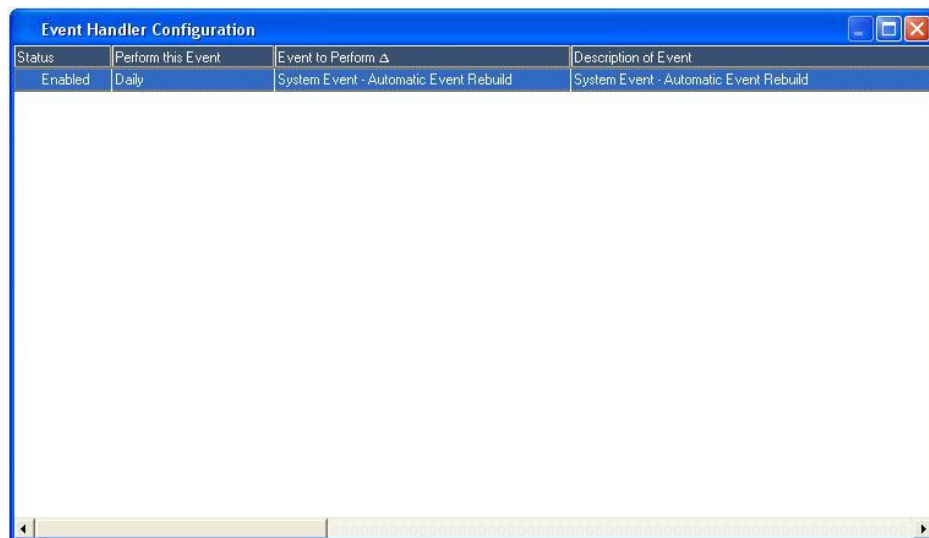 Event Handler Configuration
Status Perform this Event Event to Perform Δ Description of Event
Enabled Daily System Event - Automatic Event Rebuild System Event - Automatic Event Rebuild